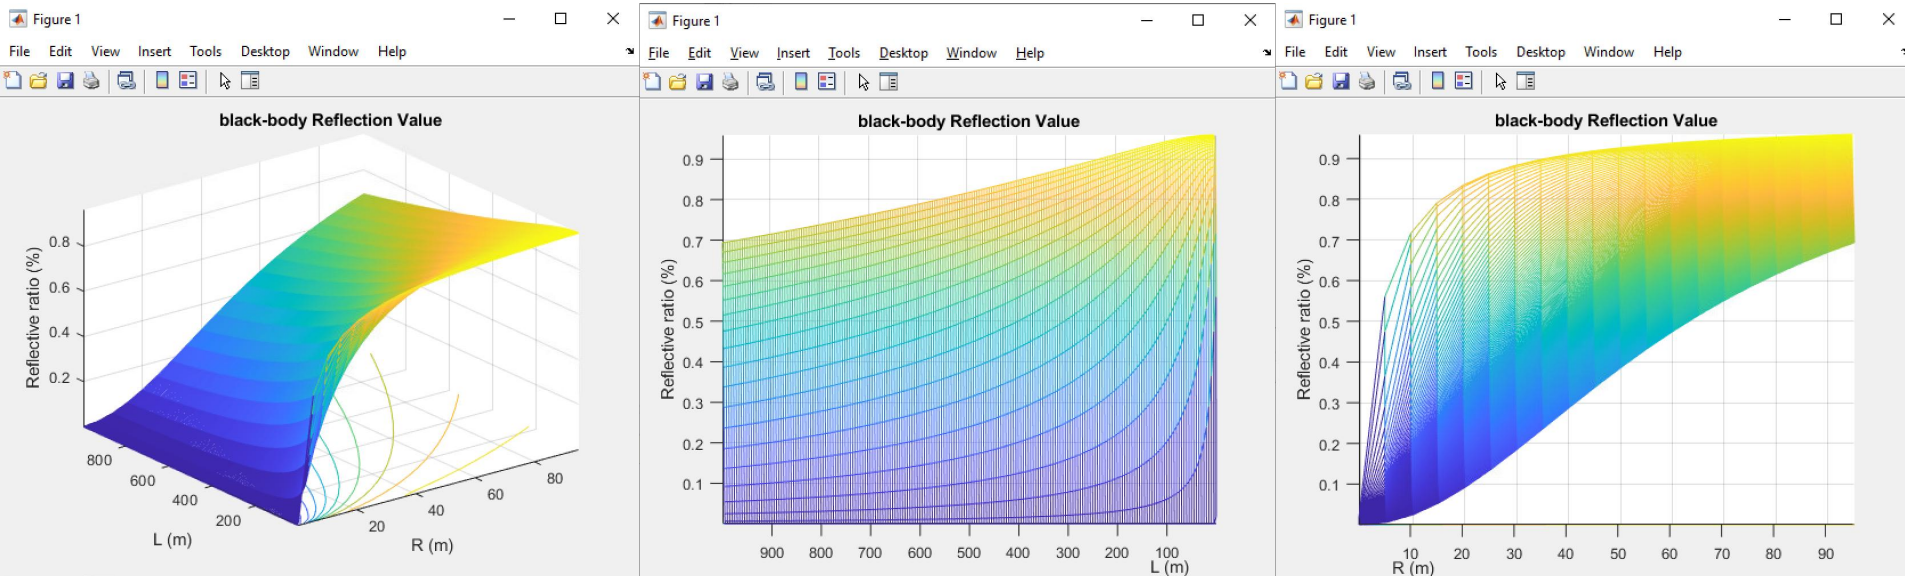 Figure 1
File Edit View Insert Tools Desktop Window Help
black-body Reflection Value
Reflective ratio (%)
0.8
0.6
0.4
0.2
800
600
400
200
L (m)
20
40
60
80
R (m)
Figure 1
File Edit View Insert Tools Desktop Window Help
black-body Reflection Value
Reflective ratio (%)
0.9
0.8
0.7
0.6
0.5
0.4
0.3
0.2
0.1
900 800 700 600 500 400 300 200 100
L (m)
Figure 1
File Edit View Insert Tools Desktop Window Help
black-body Reflection Value
Reflective ratio (%)
0.9
0.8
0.7
0.6
0.5
0.4
0.3
0.2
0.1
10 20 30 40 50 60 70 80 90
R (m)